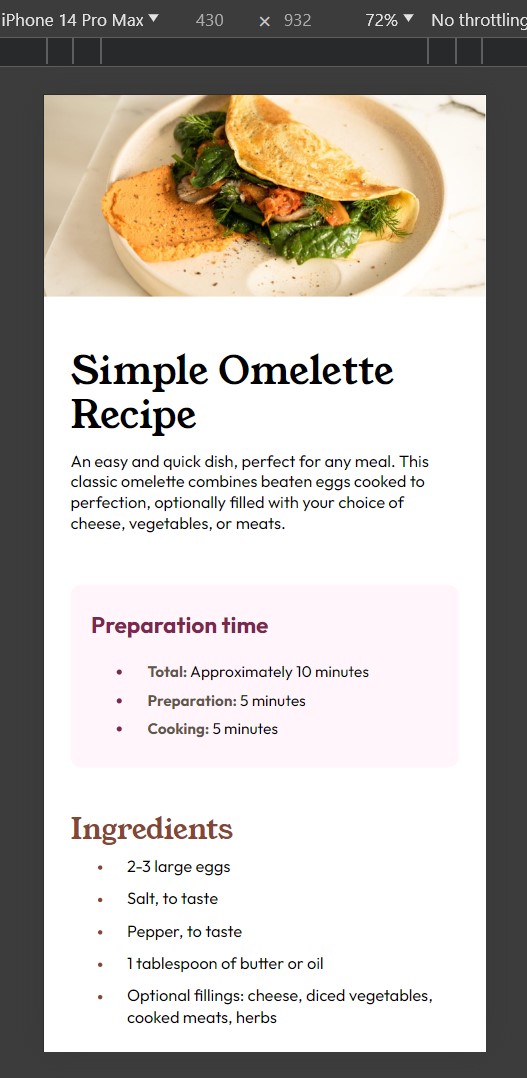 iPhone 14 Pro Max ▼ 430 × 932 72% ▼ No throttling
Simple Omelette
Recipe
An easy and quick dish, perfect for any meal. This
classic omelette combines beaten eggs cooked to
perfection, optionally filled with your choice of
cheese, vegetables, or meats.
Preparation time
• Total: Approximately 10 minutes
• Preparation: 5 minutes
• Cooking: 5 minutes
Ingredients
• 2-3 large eggs
• Salt, to taste
• Pepper, to taste
• 1 tablespoon of butter or oil
• Optional fillings: cheese, diced vegetables,
cooked meats, herbs